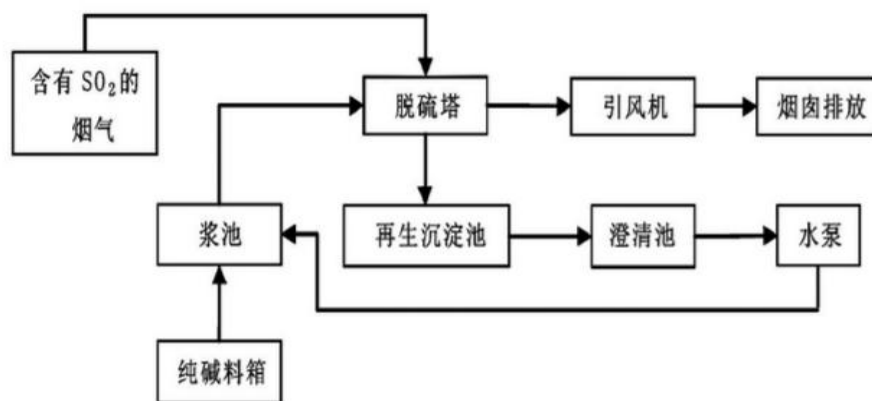 含有 SO₂的
烟气
脱硫塔
引风机
烟囱排放
浆池
再生沉淀池
澄清池
水泵
纯碱料箱